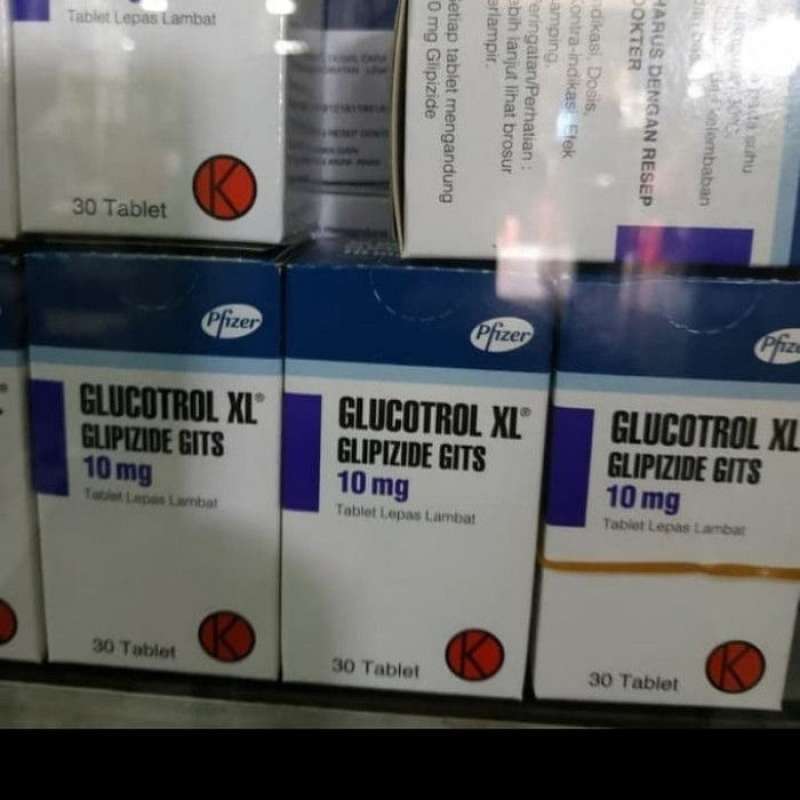 Tablet Lepas Lambat
30 Tablet
K
HARUS DENGAN RESEP
DOKTER
suhu
kelembaban
Indikasi, Dosis,
Kontra-indikasi, Efek
Peringatan/Perhatian :
lebih lanjut lihat brosur
terlampir.
Setiap tablet mengandung
mg Glipizide
Pfizer
GLUCOTROL XL®
GLIPIZIDE GITS
10 mg
Tablet Lepas Lambat
30 Tablet
K
Pfizer
GLUCOTROL XL®
GLIPIZIDE GITS
10 mg
Tablet Lepas Lambat
30 Tablet
K
Pfize
GLUCOTROL XL
GLIPIZIDE GITS
10 mg
Tablet Lepas Lambat
30 Tablet
K